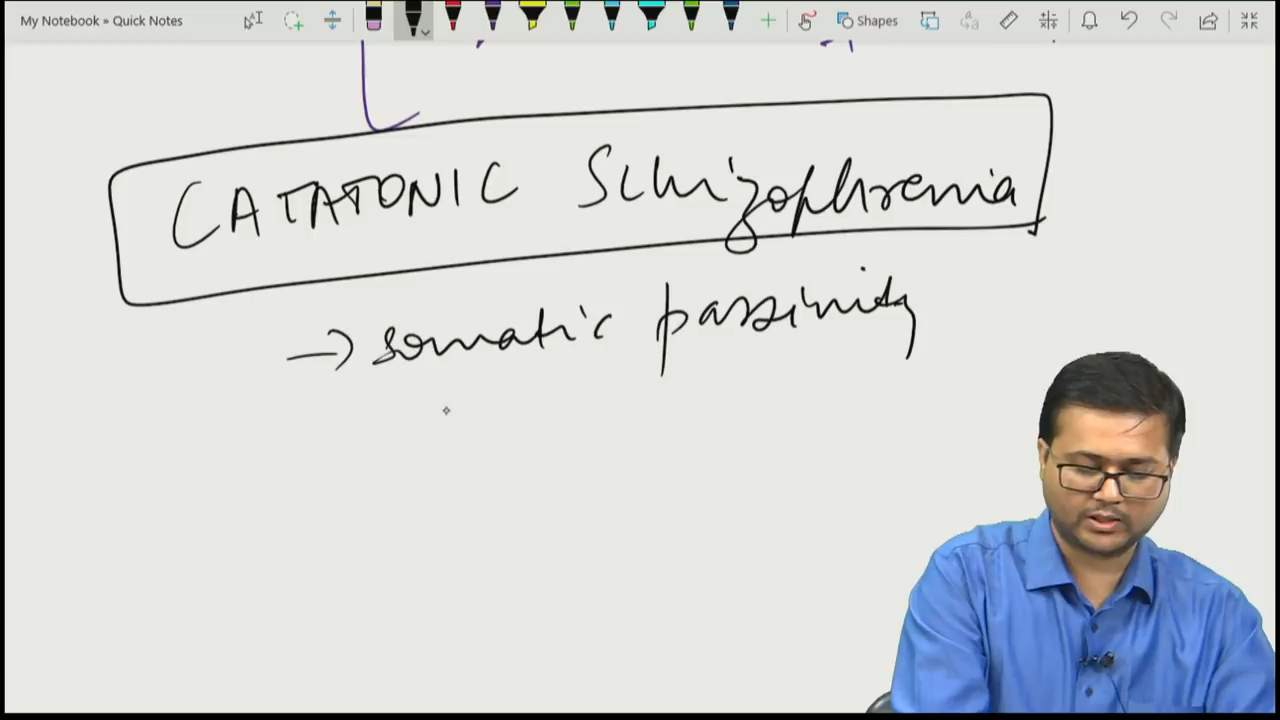 My Notebook » Quick Notes
Shapes
CATATONIC Schizophrenia
→ somatic passivity